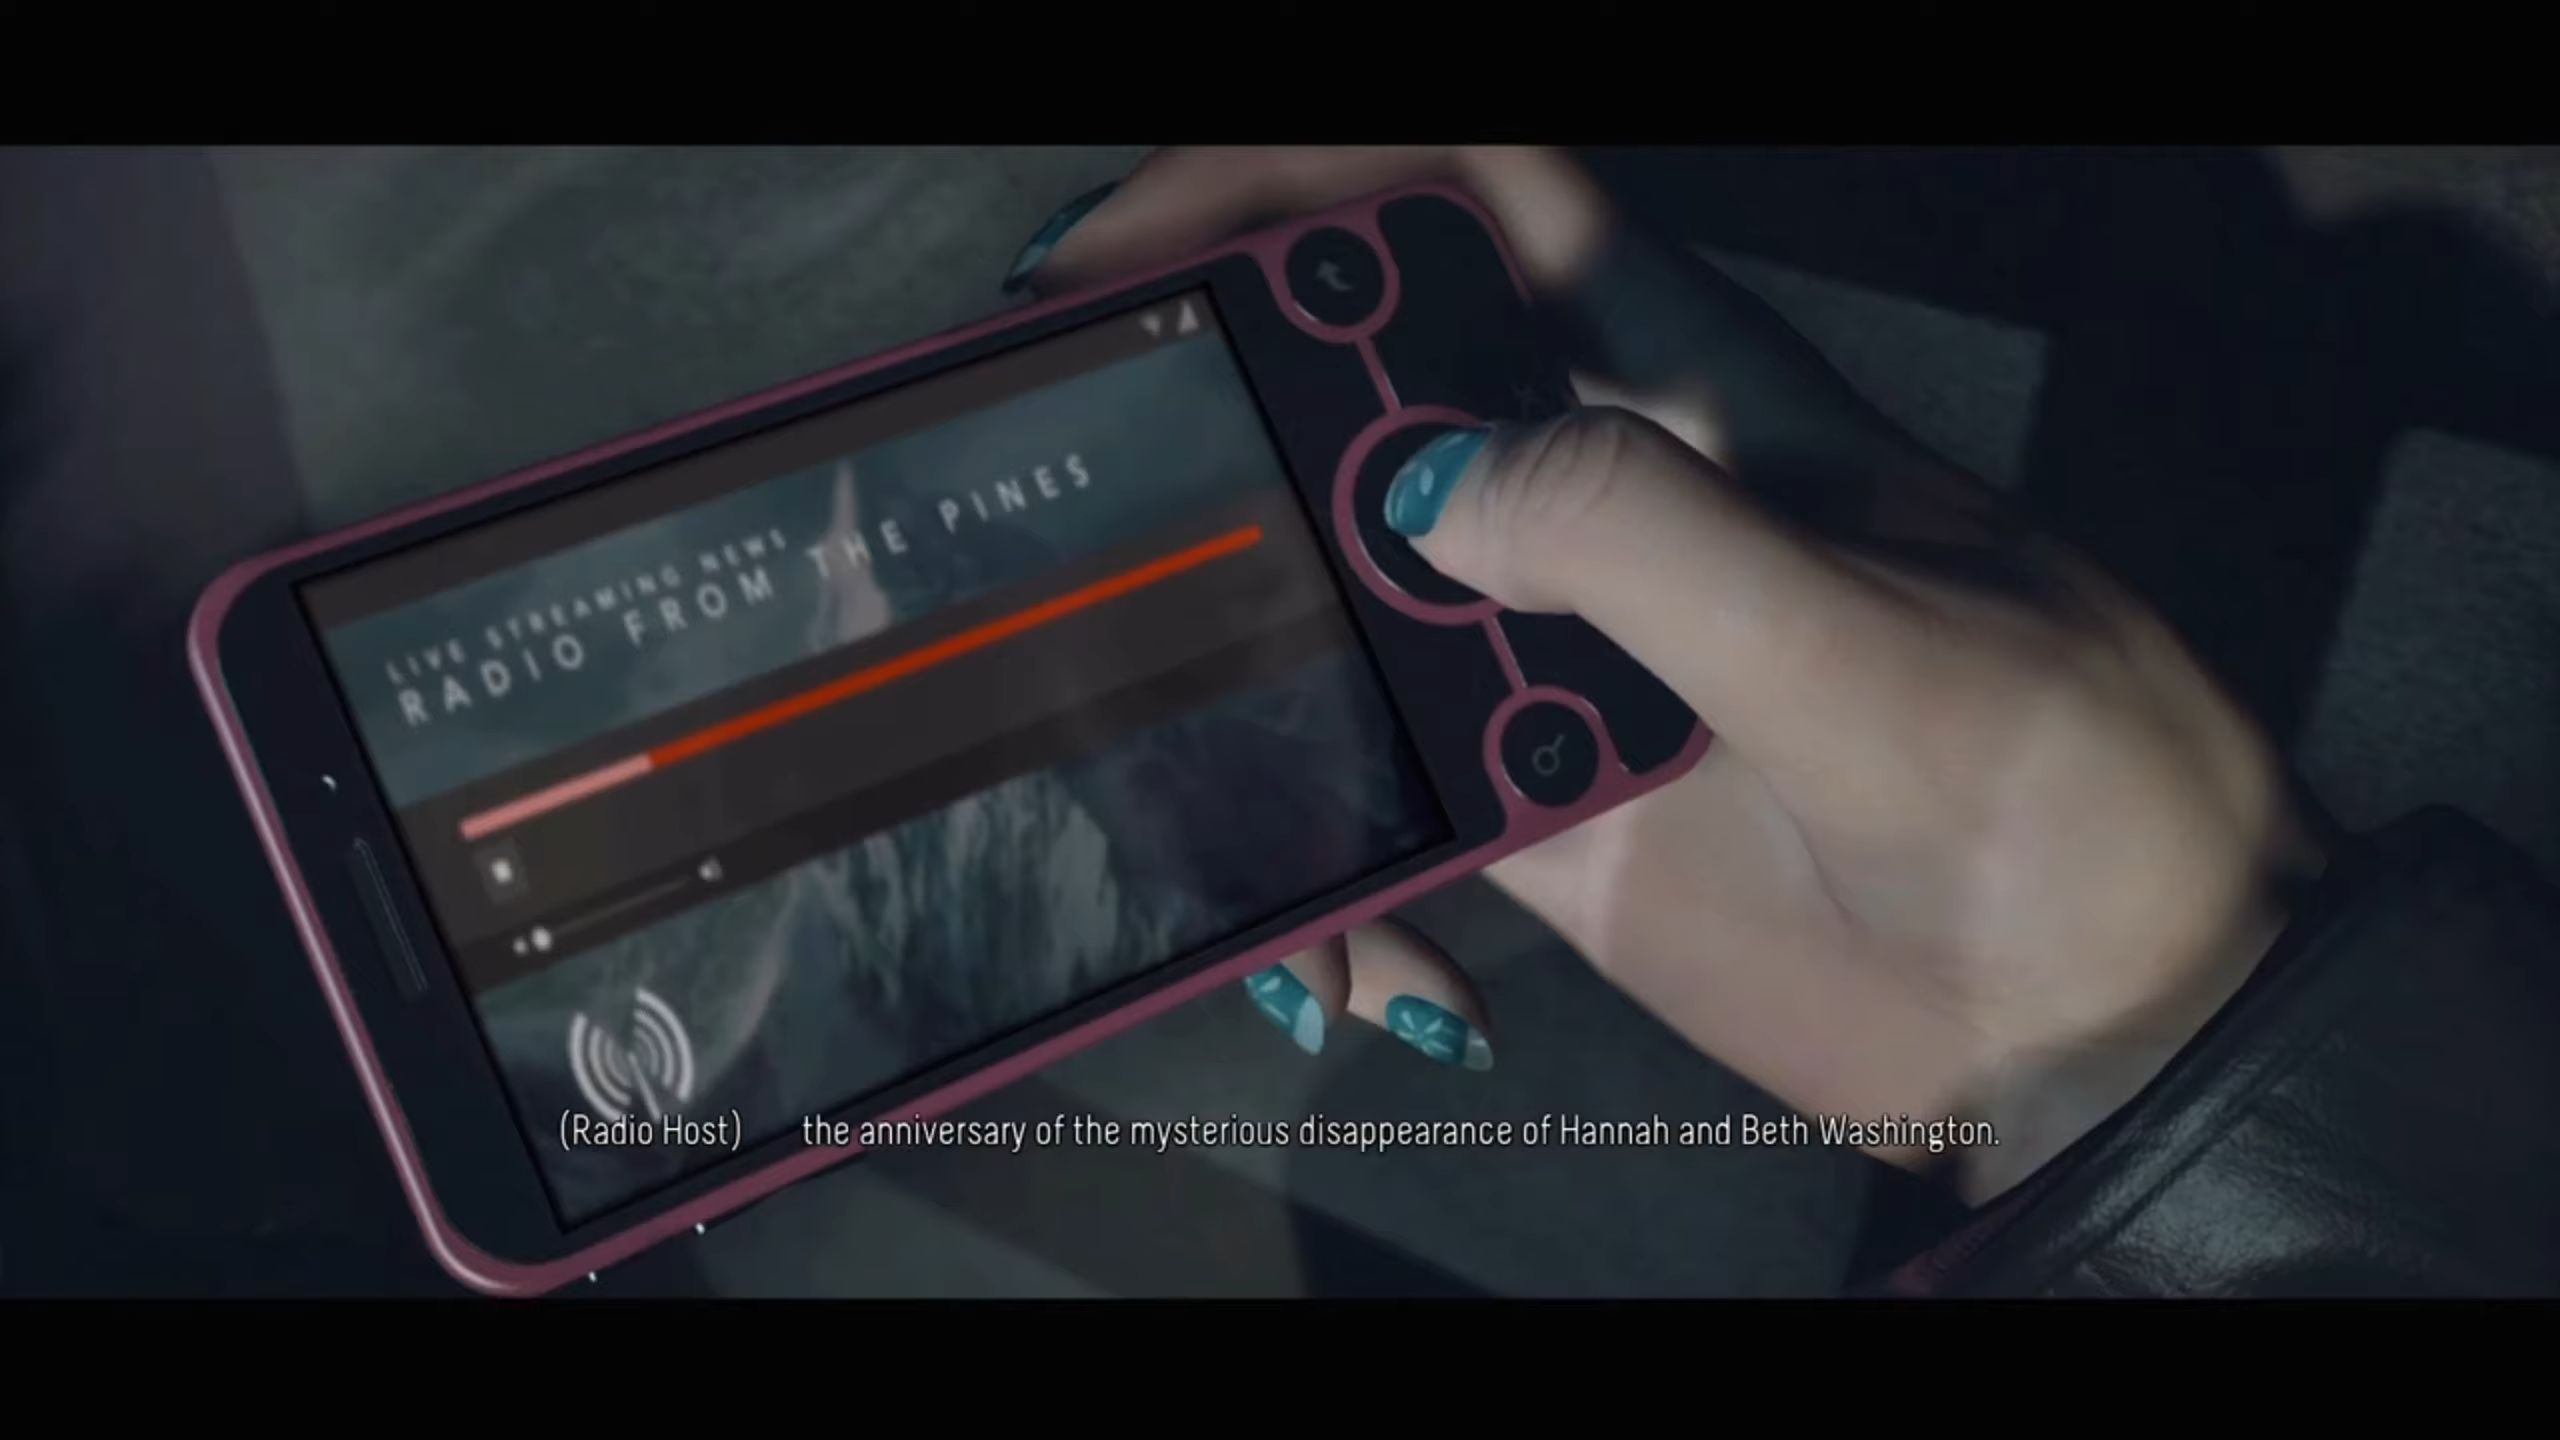 LIVE STREAMING NEWS
RADIO FROM THE PINES
(Radio Host) the anniversary of the mysterious disappearance of Hannah and Beth Washington.